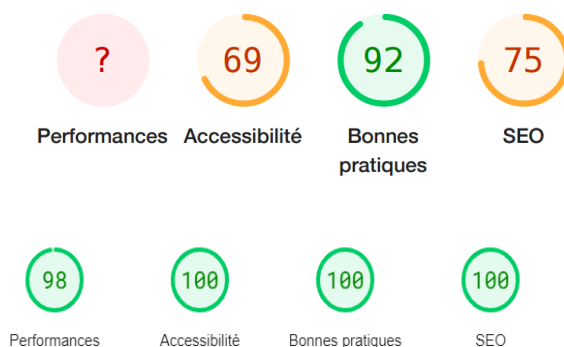 ? 69 92 75
Performances Accessibilité Bonnes pratiques SEO
98 100 100 100
Performances Accessibilité Bonnes pratiques SEO